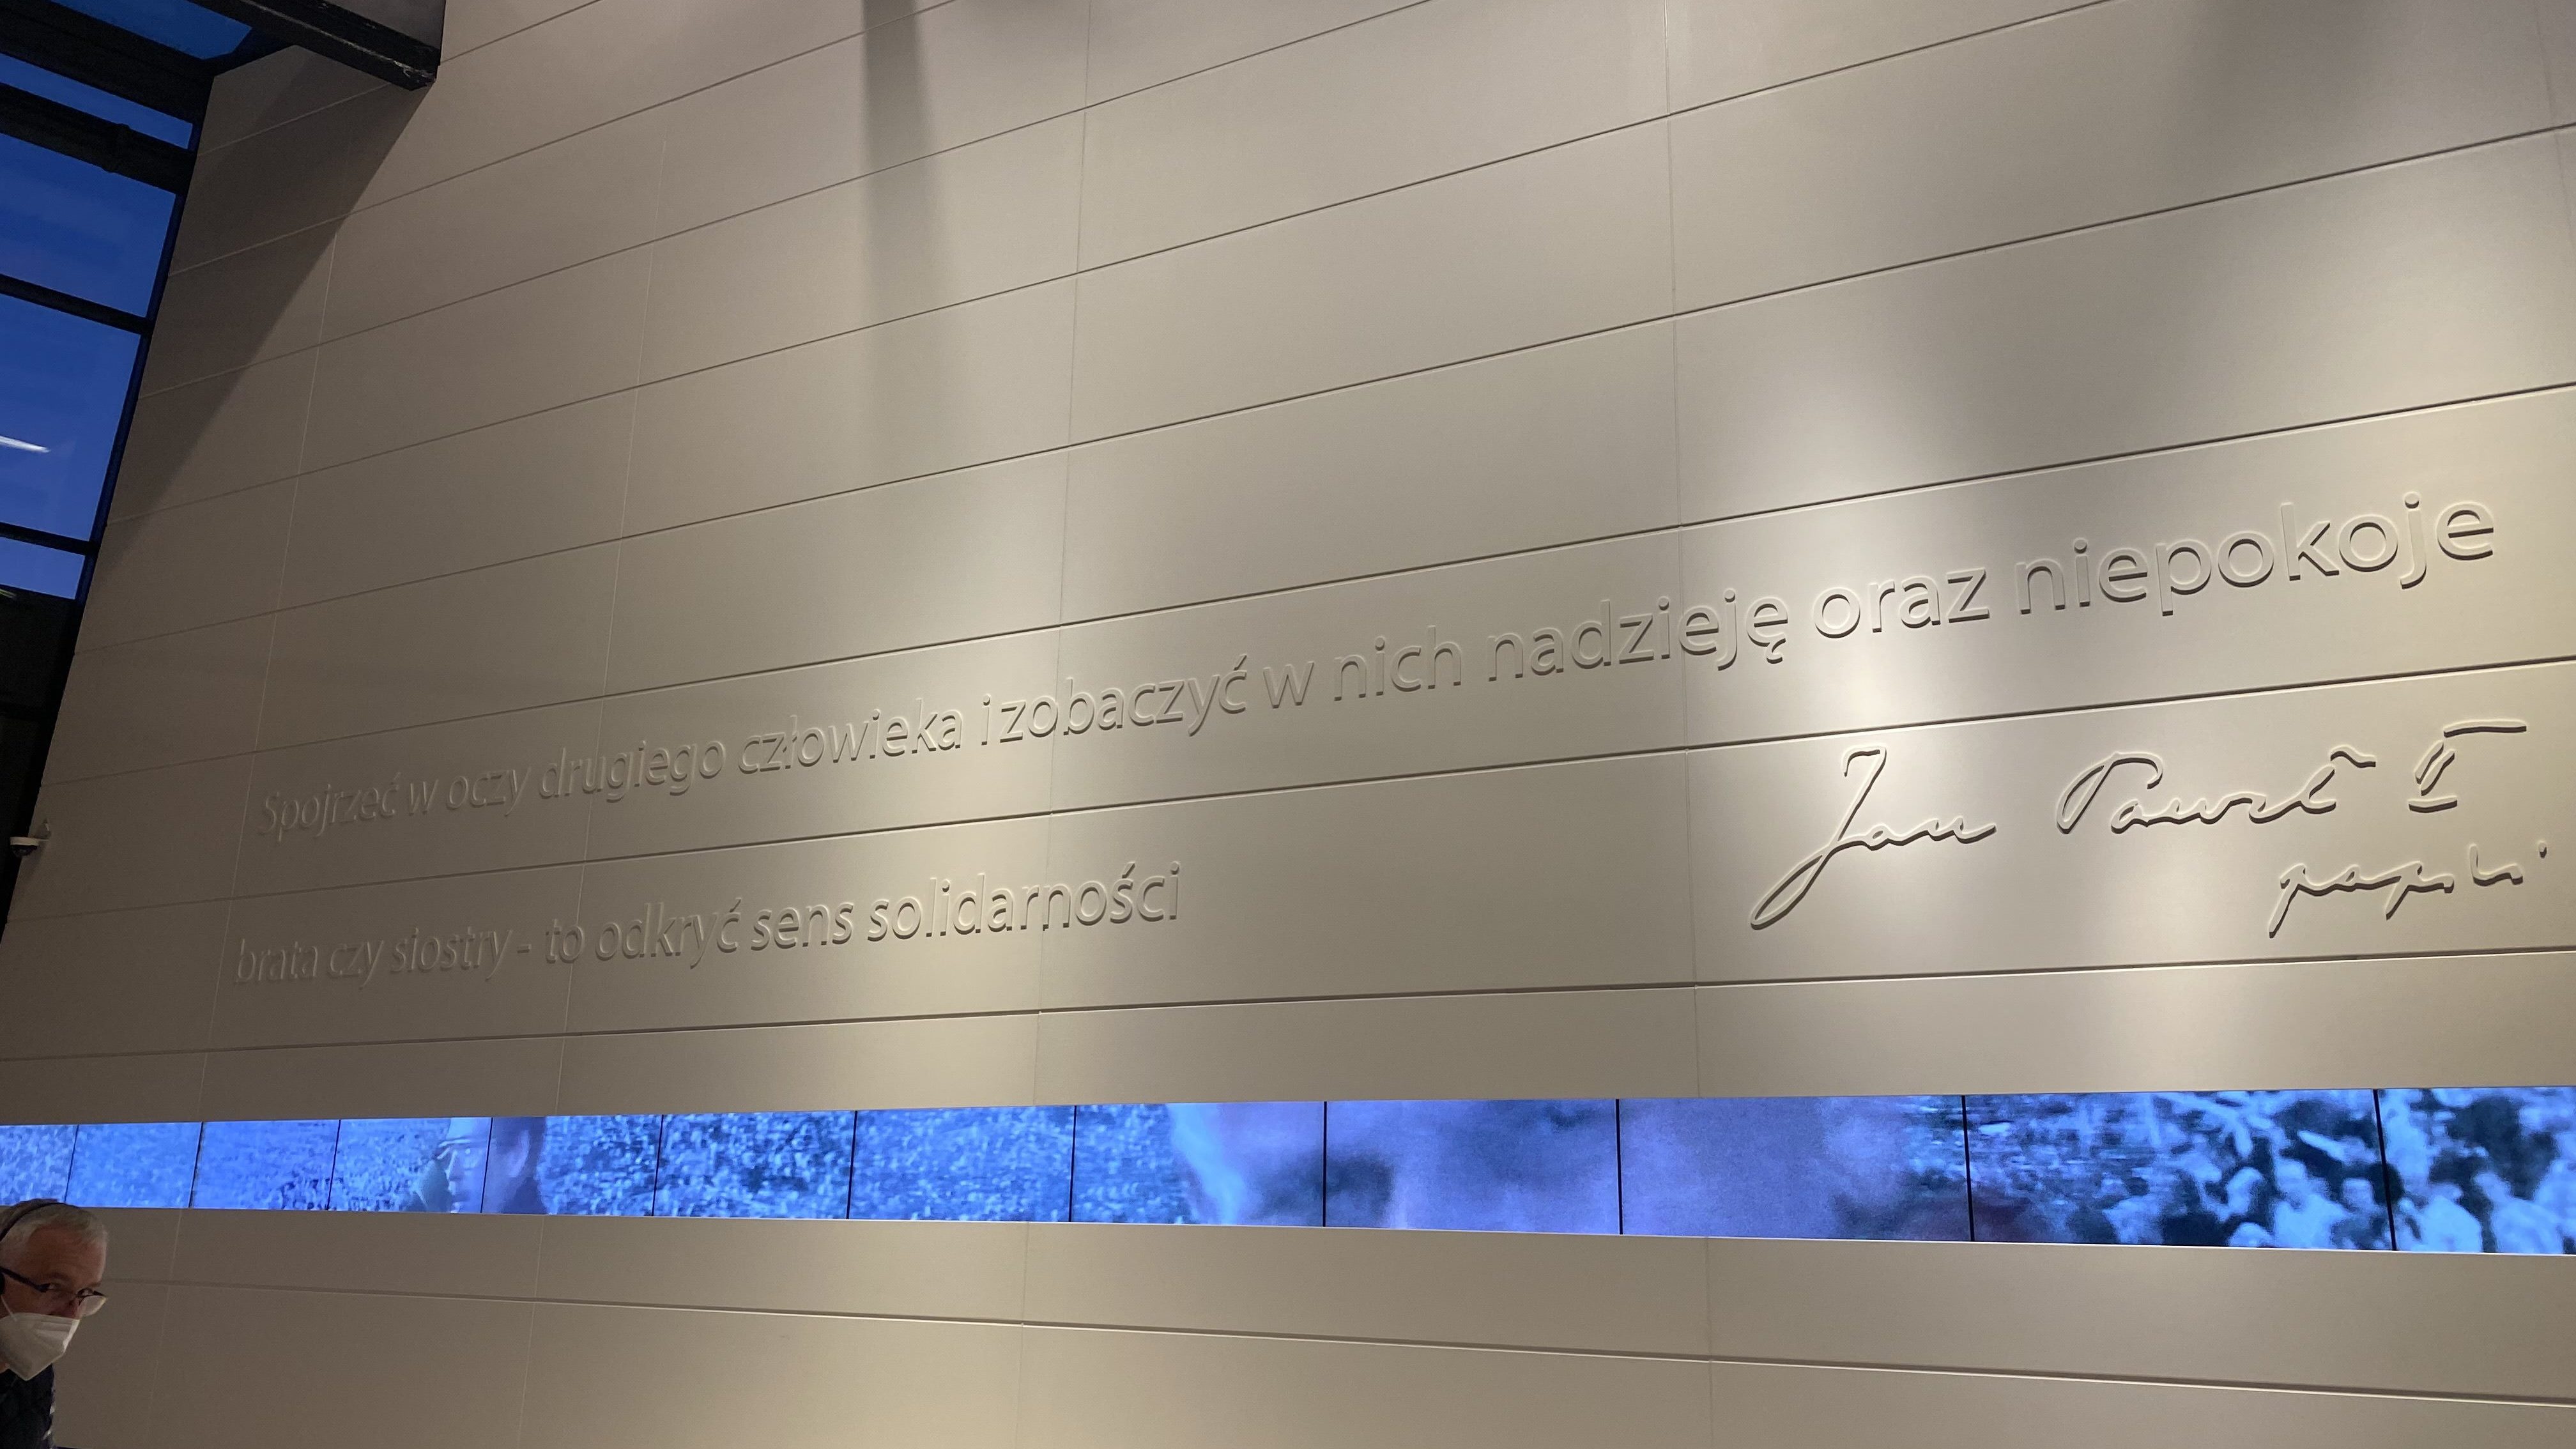 Spojrzeć w oczy drugiego człowieka i zobaczyć w nich nadzieję oraz niepokoje
brata czy siostry - to odkryć sens solidarności
Jan Paweł II
papież